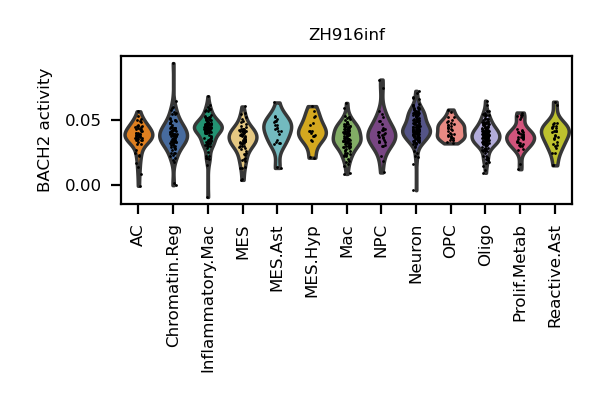 ZH916inf
BACH2 activity
0.05
0.00
AC
Chromatin.Reg
Inflammatory.Mac
MES
MES.Ast
MES.Hyp
Mac
NPC
Neuron
OPC
Oligo
Prolif.Metab
Reactive.Ast